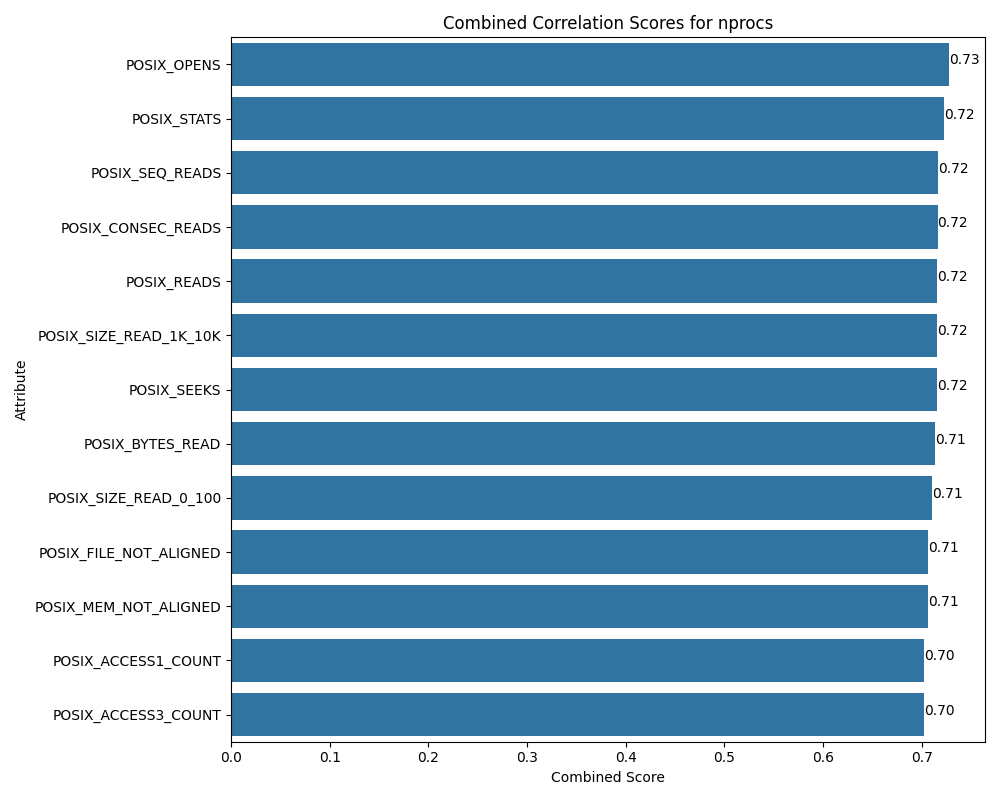 Combined Correlation Scores for nprocs
POSIX_OPENS 0.73
POSIX_STATS 0.72
POSIX_SEQ_READS 0.72
POSIX_CONSEC_READS 0.72
POSIX_READS 0.72
POSIX_SIZE_READ_1K_10K 0.72
POSIX_SEEKS 0.72
POSIX_BYTES_READ 0.71
POSIX_SIZE_READ_0_100 0.71
POSIX_FILE_NOT_ALIGNED 0.71
POSIX_MEM_NOT_ALIGNED 0.71
POSIX_ACCESS1_COUNT 0.70
POSIX_ACCESS3_COUNT 0.70
Attribute
0.0 0.1 0.2 0.3 0.4 0.5 0.6 0.7
Combined Score